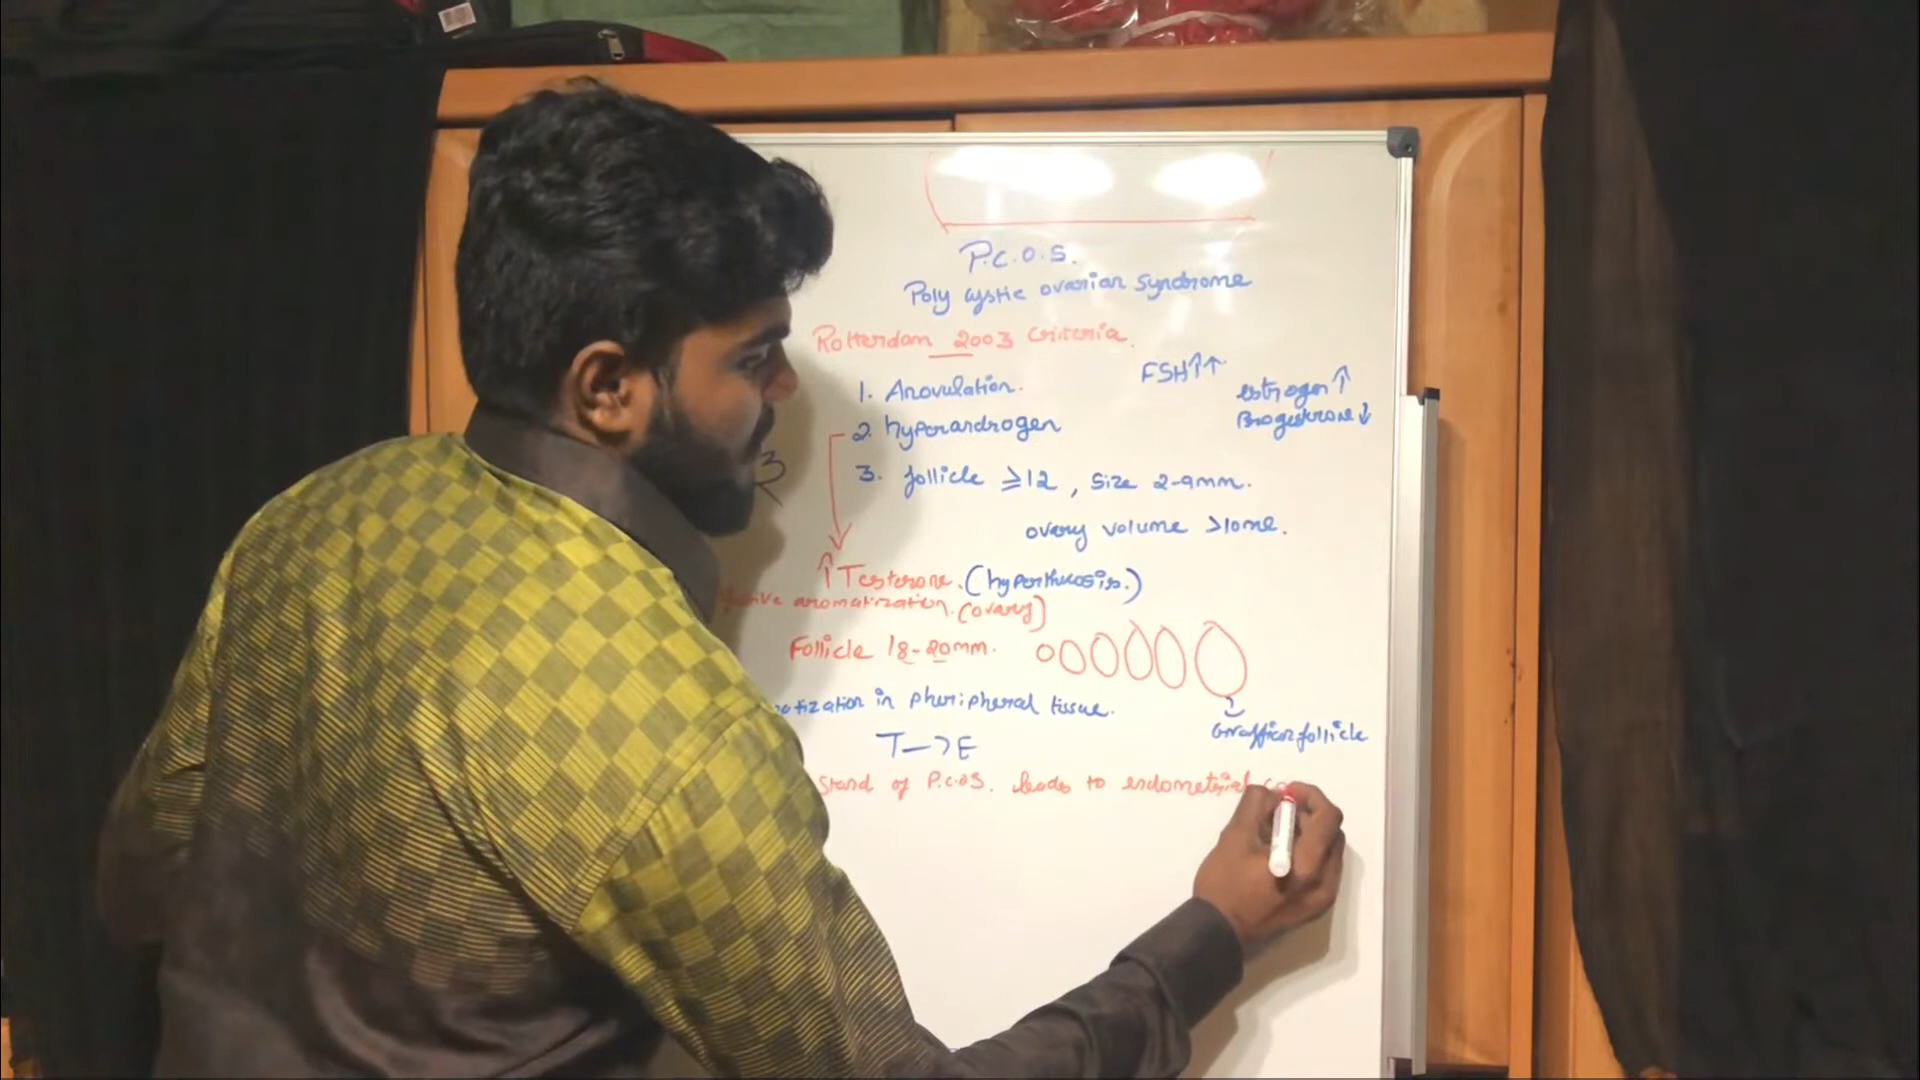 P.C.O.S.
Poly cystic ovarian Syndrome
Rotterdam 2003 Criteria.
1. Anovulation.
FSH↑↑
estrogen↑
Progesterone↓
2. hyperandrogen
3. follicle ≥12, Size 2-9mm.
ovary volume >10ml.
↑Testerone. (hyperthecosis.)
aromatization. (ovary)
Follicle 18-20mm.
in pheripheral tissue.
Graffian follicle
T->E
Stand of P.C.O.S. leads to endometrial